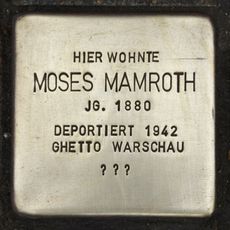 HIER WOHNTE
MOSES MAMROTH
JG. 1880
DEPORTIERT 1942
GHETTO WARSCHAU
? ? ?